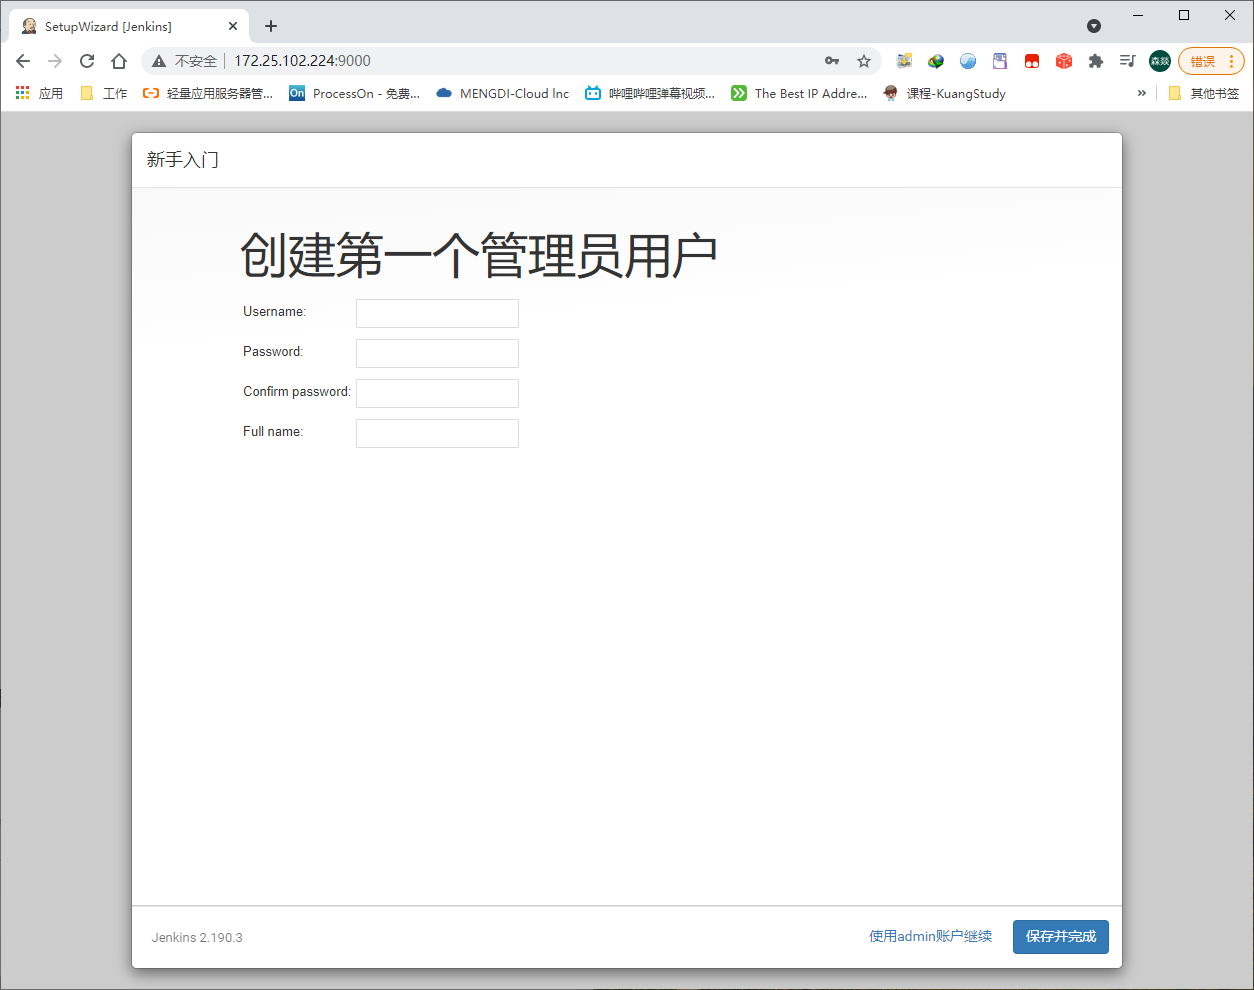 SetupWizard [Jenkins]
不安全 172.25.102.224:9000
森燚
错误
应用
工作
轻量应用服务器管...
On
ProcessOn - 免费...
MENGDI-Cloud lnc
哔哩哔哩弹幕视频...
The Best IP Addre...
课程-KuangStudy
»
其他书签
新手入门
创建第一个管理员用户
Username:
Password:
Confirm password:
Full name:
Jenkins 2.190.3
使用admin账户继续
保存并完成